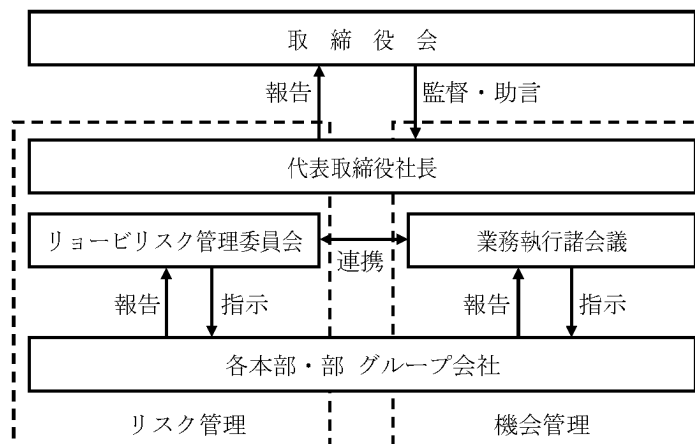 取締役会
報告
監督・助言
代表取締役社長
リョービリスク管理委員会
連携
業務執行諸会議
報告
指示
報告
指示
各本部・部 グループ会社
リスク管理
機会管理